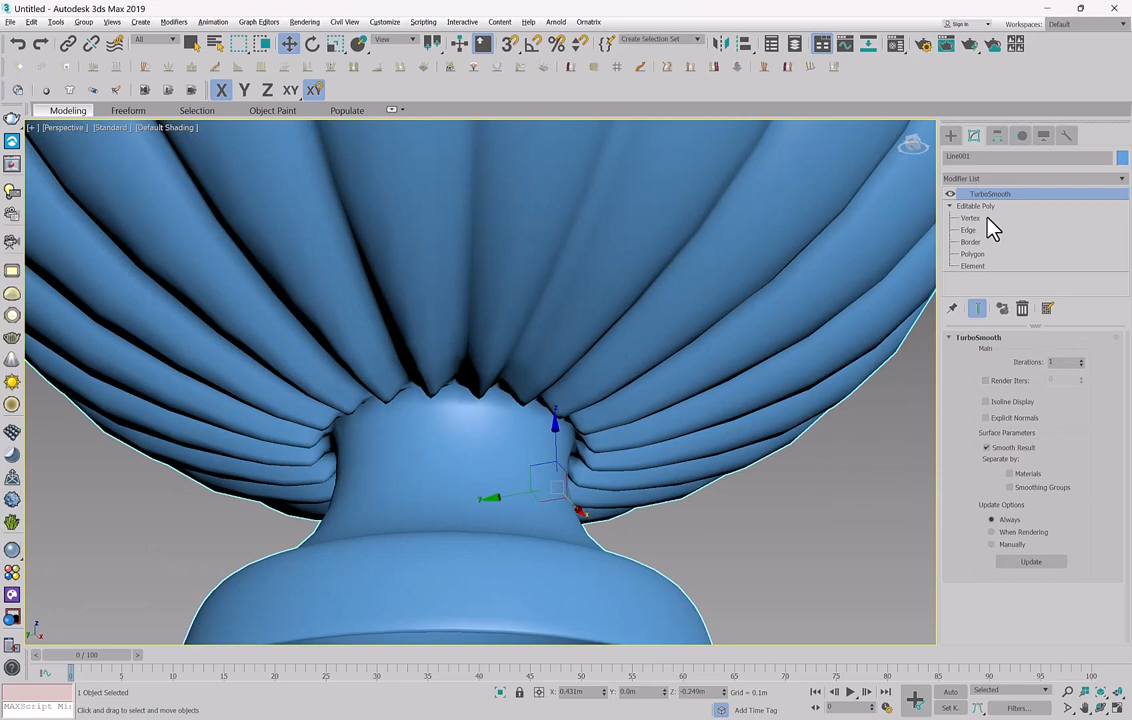 Untitled - Autodesk 3ds Max 2019
File Edit Tools Group Views Create Modifiers Animation Graph Editors Rendering Civil View Customize Scripting Interactive Content Help Arnold Ornatrix
Sign In Workspaces: Default
All View Create Selection Set
X Y Z XY XY
Modeling Freeform Selection Object Paint Populate
[+ ] [Perspective ] [Standard ] [Default Shading ]
Line001
Modifier List
TurboSmooth
Editable Poly
Vertex
Edge
Border
Polygon
Element
TurboSmooth
Main
Iterations: 1
Render Iters: 0
Isoline Display
Explicit Normals
Surface Parameters
Smooth Result
Separate by:
Materials
Smoothing Groups
Update Options
Always
When Rendering
Manually
Update
z
y
x
z
y x
< 0 / 100 >
0 5 10 15 20 25 30 35 40 45 50 55 60 65 70 75 80 85 90 95 100
1 Object Selected
X: 0.431m Y: 0.0m Z: -0.249m Grid = 0.1m
Auto Selected
MAXScript Mi
Click and drag to select and move objects
Add Time Tag
0
Set K. Filters...